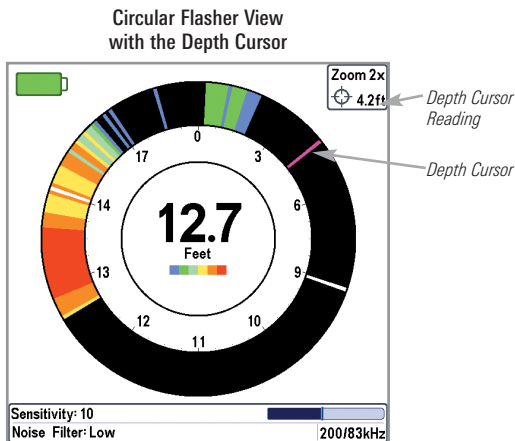 Circular Flasher View
with the Depth Cursor
Zoom 2x
4.2ft
Depth Cursor
Reading
Depth Cursor
0
3
6
9
10
11
12
13
14
17
12.7
Feet
Sensitivity: 10
Noise Filter: Low
200/83kHz